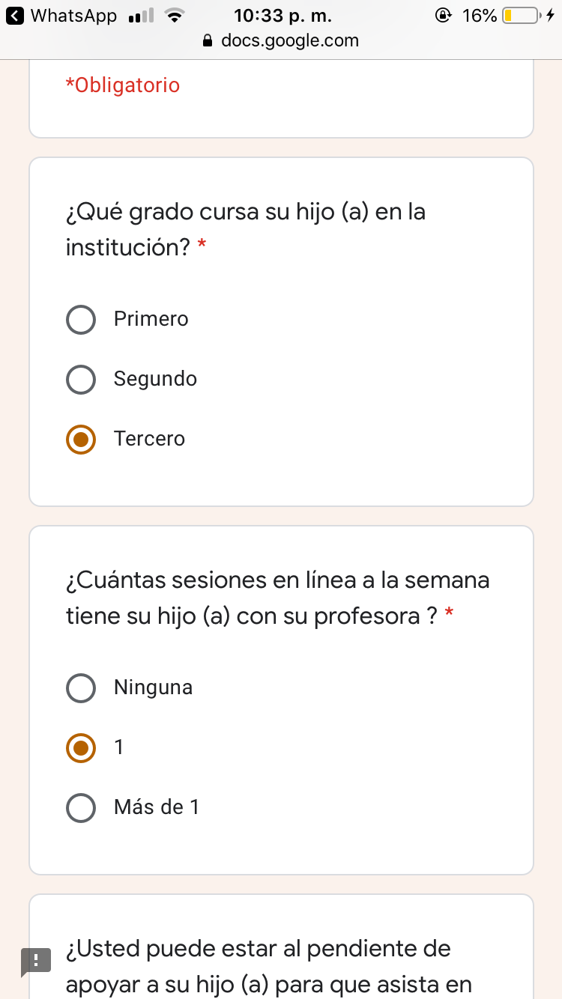 WhatsApp 10:33 p. m. 16%
docs.google.com
*Obligatorio
¿Qué grado cursa su hijo (a) en la
institución? *
Primero
Segundo
Tercero
¿Cuántas sesiones en línea a la semana
tiene su hijo (a) con su profesora ? *
Ninguna
1
Más de 1
¿Usted puede estar al pendiente de
apoyar a su hijo (a) para que asista en